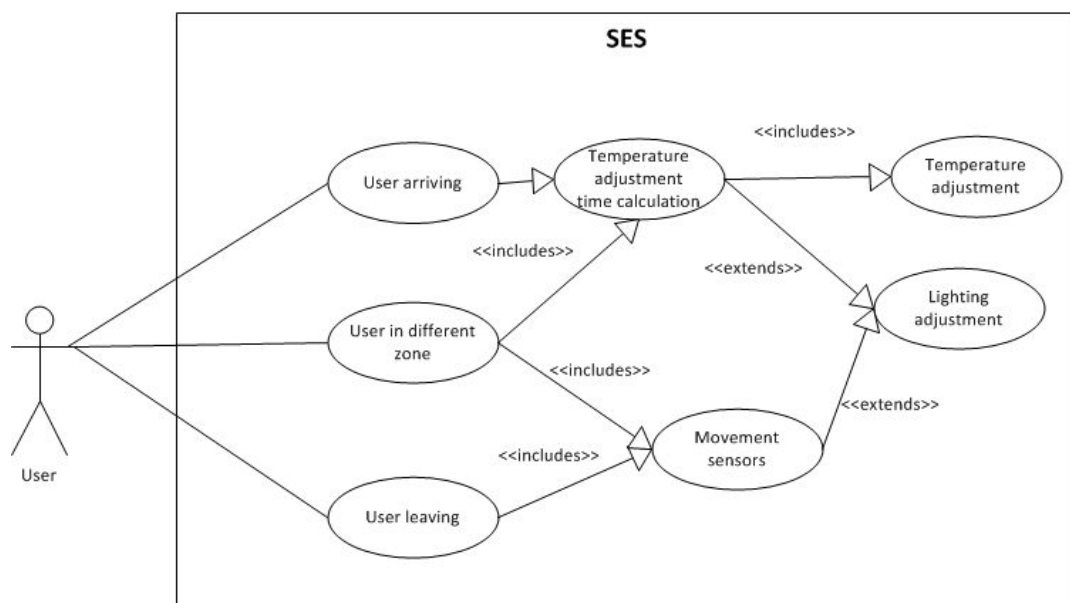 SES
<<includes>>
User arriving
Temperature
adjustment
time calculation
Temperature
adjustment
<<includes>>
<<extends>>
User in different
zone
Lighting
adjustment
<<includes>>
<<extends>>
Movement
sensors
<<includes>>
User
User leaving